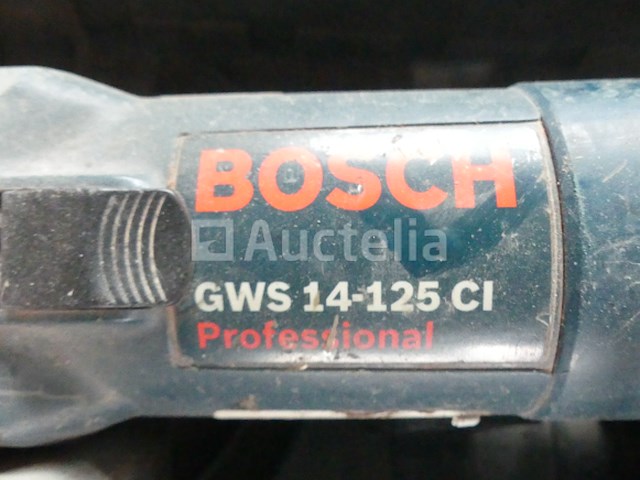 BOSCH
Auctelia
GWS 14-125 CI
Professional